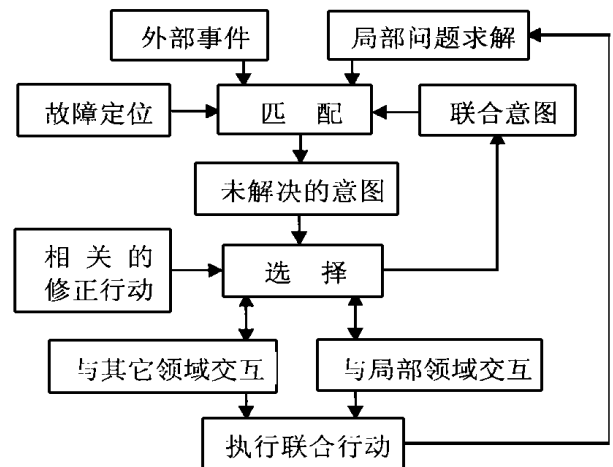 外部事件
局部问题求解
故障定位
匹 配
联合意图
未解决的意图
相 关 的
修正行动
选 择
与其它领域交互
与局部领域交互
执行联合行动